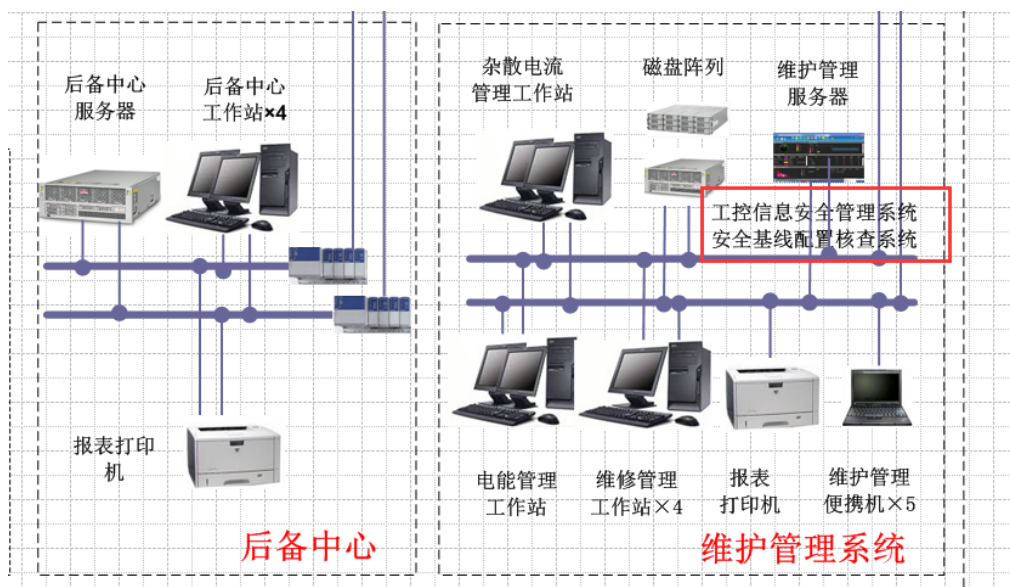 后备中心
服务器
后备中心
工作站×4
报表打印
机
后备中心
杂散电流
管理工作站
磁盘阵列
维护管理
服务器
工控信息安全管理系统
安全基线配置核查系统
电能管理
工作站
维修管理
工作站×4
报表
打印机
维护管理
便携机×5
维护管理系统